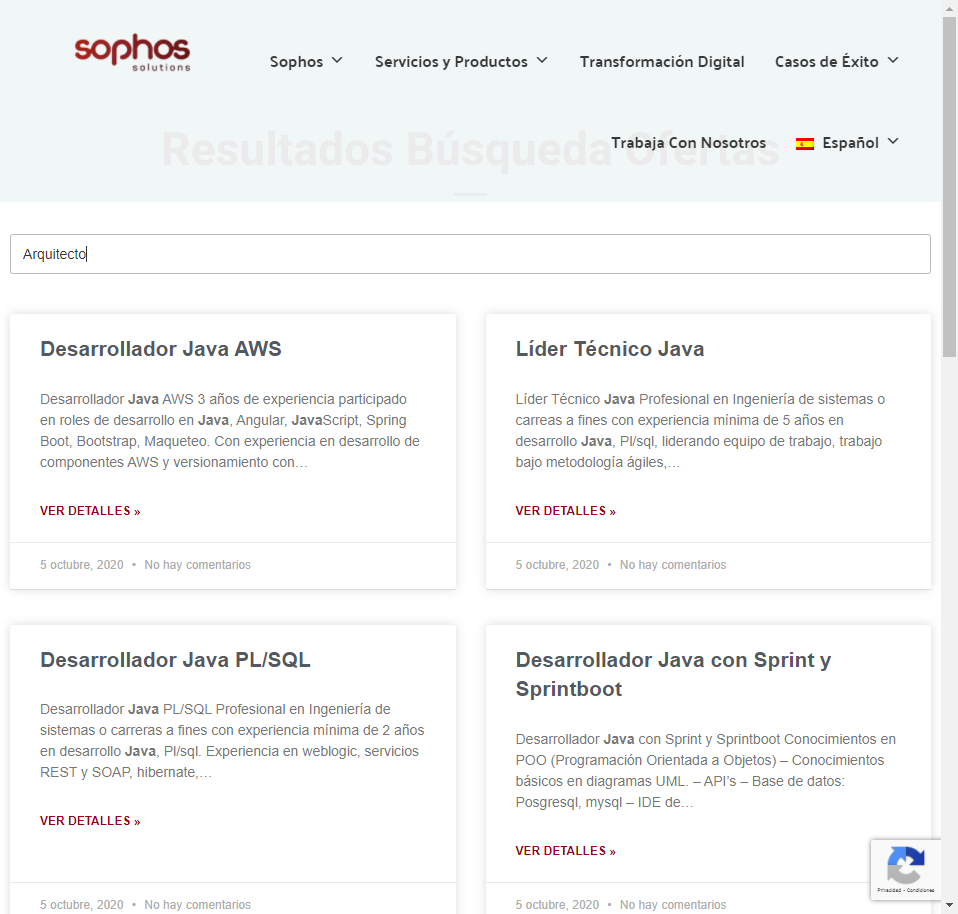 sophos
solutions
Sophos
Servicios y Productos
Transformación Digital
Casos de Éxito
Resultados Búsqueda Ofertas
Trabaja Con Nosotros
Español
Arquitecto
Desarrollador Java AWS
Desarrollador Java AWS 3 años de experiencia participado
en roles de desarrollo en Java, Angular, JavaScript, Spring
Boot, Bootstrap, Maqueteo. Con experiencia en desarrollo de
componentes AWS y versionamiento con…
VER DETALLES »
5 octubre, 2020 • No hay comentarios
Líder Técnico Java
Líder Técnico Java Profesional en Ingeniería de sistemas o
carreas a fines con experiencia mínima de 5 años en
desarrollo Java, Pl/sql, liderando equipo de trabajo, trabajo
bajo metodología ágiles,…
VER DETALLES »
5 octubre, 2020 • No hay comentarios
Desarrollador Java PL/SQL
Desarrollador Java PL/SQL Profesional en Ingeniería de
sistemas o carreras a fines con experiencia mínima de 2 años
en desarrollo Java, Pl/sql. Experiencia en weblogic, servicios
REST y SOAP, hibernate,…
VER DETALLES »
5 octubre, 2020 • No hay comentarios
Desarrollador Java con Sprint y
Sprintboot
Desarrollador Java con Sprint y Sprintboot Conocimientos en
POO (Programación Orientada a Objetos) – Conocimientos
básicos en diagramas UML. – API’s – Base de datos:
Posgresql, mysql – IDE de…
VER DETALLES »
5 octubre, 2020 • No hay comentarios
Privacidad - Condiciones